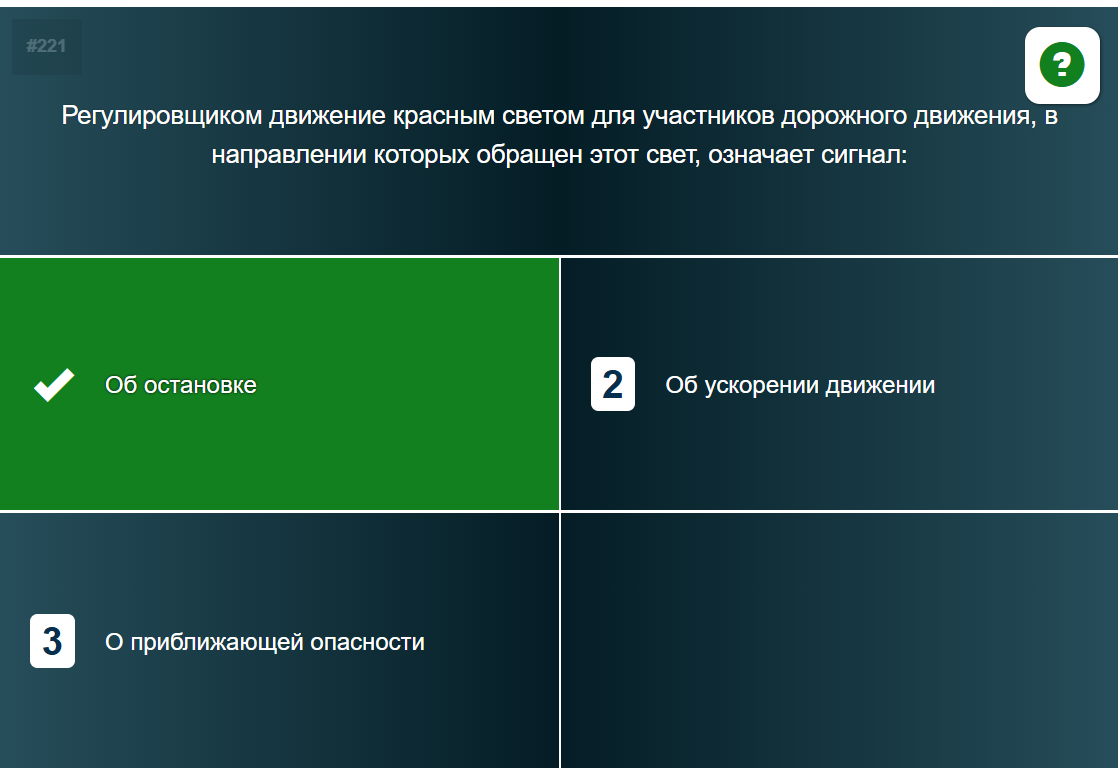 #221
?
Регулировщиком движение красным светом для участников дорожного движения, в
направлении которых обращен этот свет, означает сигнал:
Об остановке
2
Об ускорении движении
3
О приближающей опасности